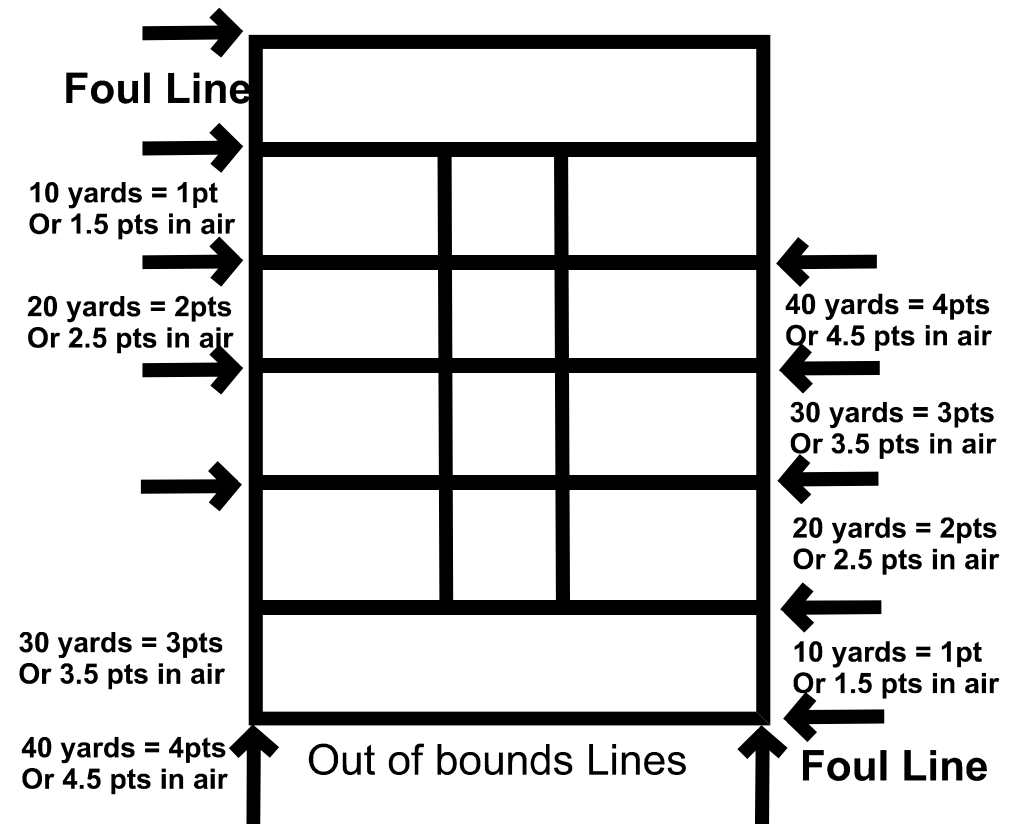 Foul Line
10 yards = 1pt
Or 1.5 pts in air
20 yards = 2pts
Or 2.5 pts in air
40 yards = 4pts
Or 4.5 pts in air
30 yards = 3pts
Or 3.5 pts in air
20 yards = 2pts
Or 2.5 pts in air
30 yards = 3pts
Or 3.5 pts in air
10 yards = 1pt
Or 1.5 pts in air
40 yards = 4pts
Or 4.5 pts in air
Out of bounds Lines
Foul Line